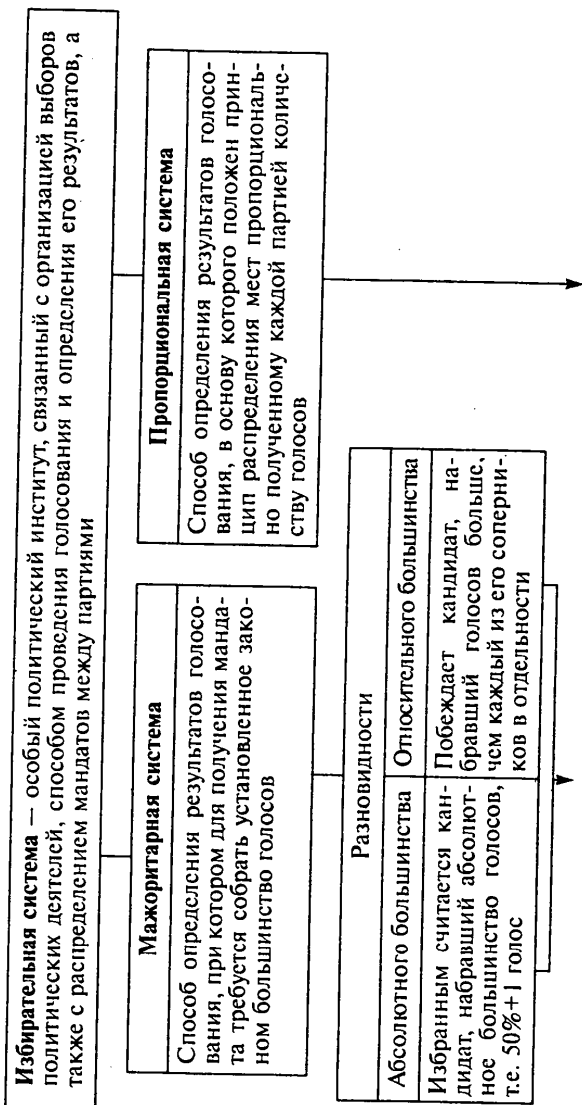 Избирательная система — особый политический институт, связанный с организацией выборов
политических деятелей, способом проведения голосования и определения его результатов, а
также с распределением мандатов между партиями
Мажоритарная система
Способ определения результатов голосо-
вания, при котором для получения манда-
та требуется собрать установленное зако-
ном большинство голосов
Пропорциональная система
Способ определения результатов голосо-
вания, в основу которого положен прин-
цип распределения мест пропорциональ-
но полученному каждой партией количе-
ству голосов
Разновидности
Абсолютного большинства
Избранным считается кан-
дидат, набравший абсолют-
ное большинство голосов,
т.е. 50%+1 голос
Относительного большинства
Побеждает кандидат, на-
бравший голосов больше,
чем каждый из его соперни-
ков в отдельности